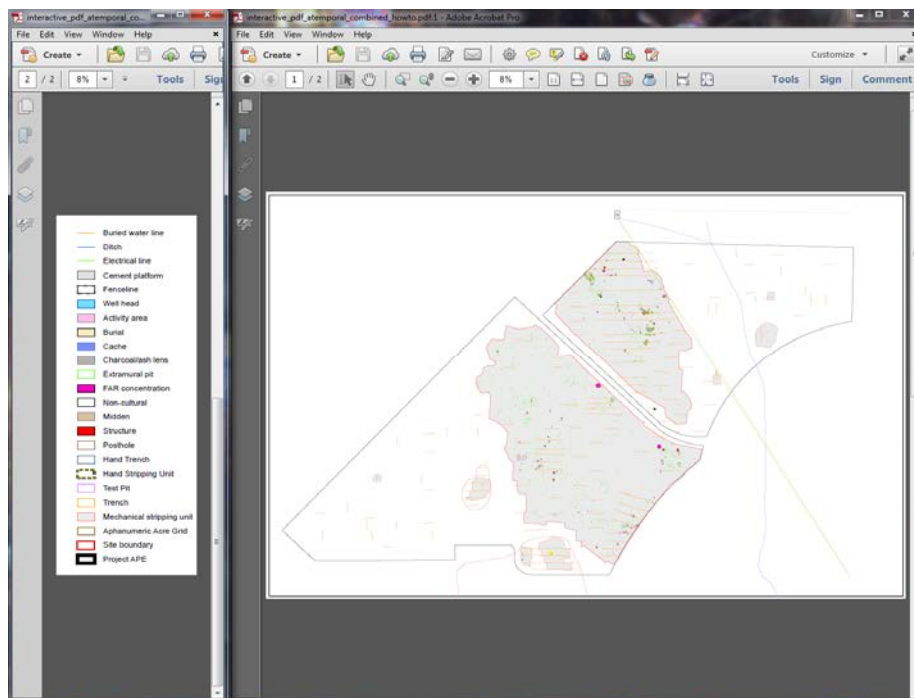 interactive_pdf_atemporal_co...
File Edit View Window Help
Create
2 / 2 8% Tools Sign
Buried water line
Ditch
Electrical line
Cement platform
Fenceline
Well head
Activity area
Burial
Cache
Charcoal/ash lens
Extramural pit
FAR concentration
Non-cultural
Midden
Structure
Posthole
Hand Trench
Hand Stripping Unit
Test Pit
Trench
Mechanical stripping unit
Aphanumeric Acre Grid
Site boundary
Project APE
interactive_pdf_atemporal_combined_howto.pdf:1 - Adobe Acrobat Pro
File Edit View Window Help
Create Customize
1 / 2 8% Tools Sign Comment